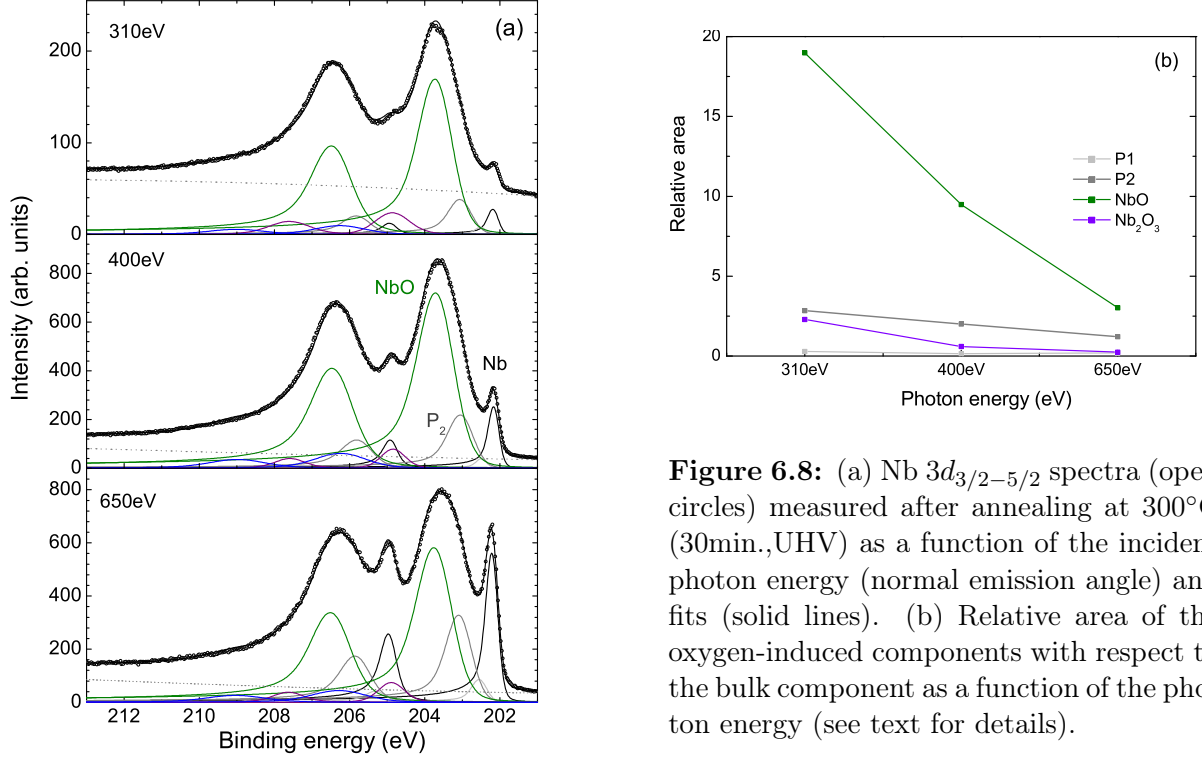 310eV
(a)
200
100
0
400eV
800
600
400
200
0
NbO
Nb
P2
650eV
800
600
400
200
0
212
210
208
206
204
202
Intensity (arb. units)
Binding energy (eV)
(b)
20
15
10
5
0
P1
P2
NbO
Nb2O3
310eV
400eV
650eV
Relative area
Photon energy (eV)
Figure 6.8: (a) Nb 3d3/2−5/2 spectra (ope
circles) measured after annealing at 300°C
(30min.,UHV) as a function of the inciden
photon energy (normal emission angle) an
fits (solid lines). (b) Relative area of th
oxygen-induced components with respect t
the bulk component as a function of the pho
ton energy (see text for details).